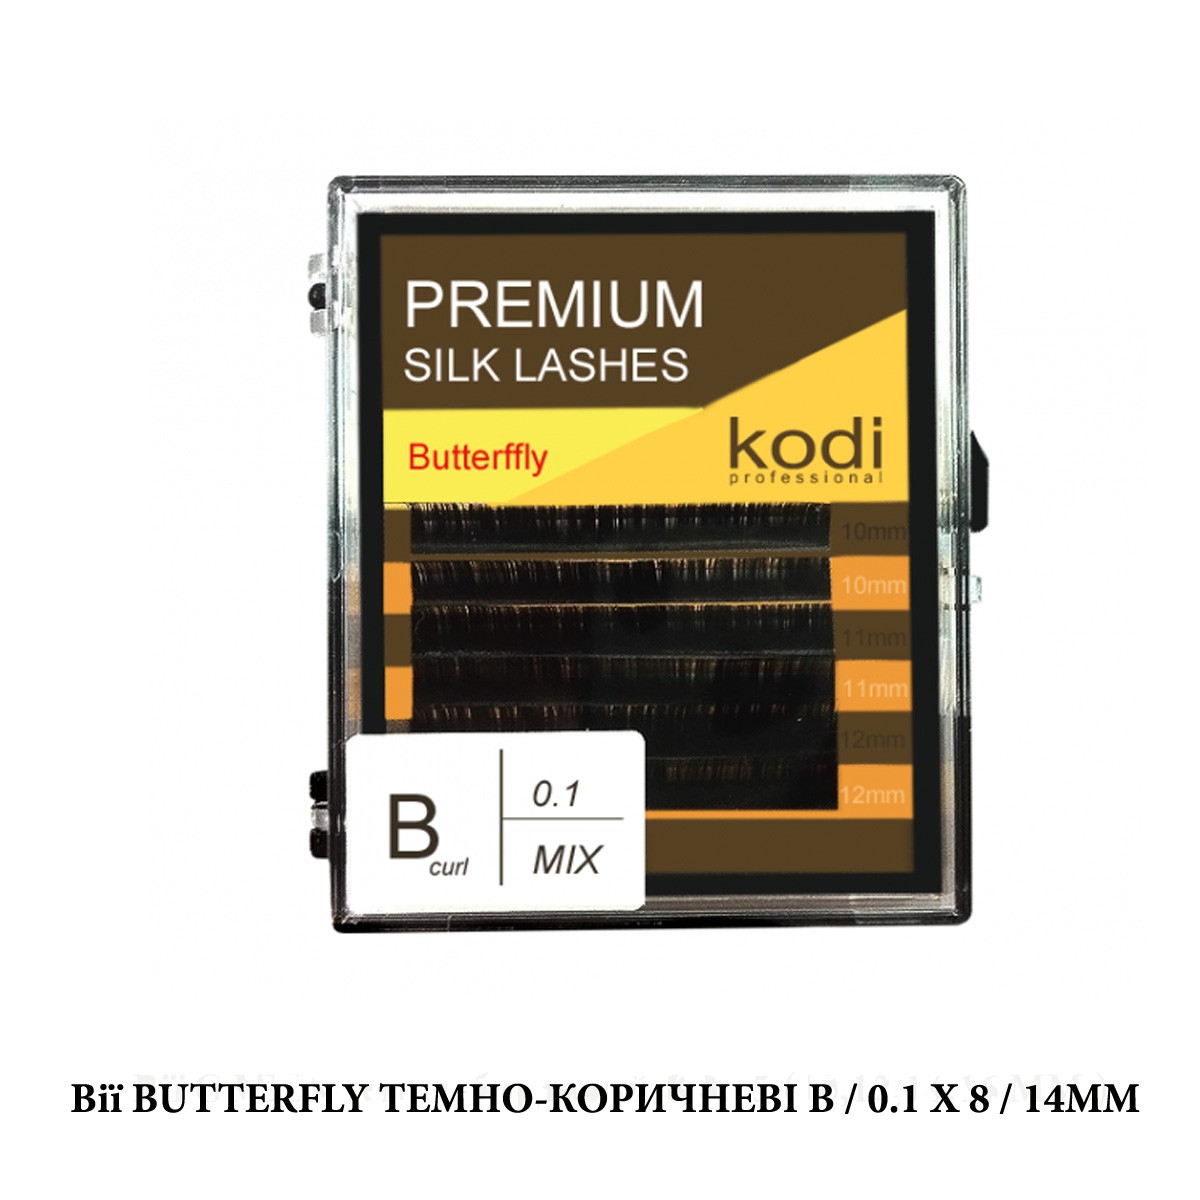 PREMIUM
SILK LASHES
Butterffly
kodi
professional
10mm
10mm
11mm
11mm
12mm
12mm
B curl
0.1
MIX
Вії BUTTERFLY ТЕМНО-КОРИЧНЕВІ B / 0.1 X 8 / 14MM